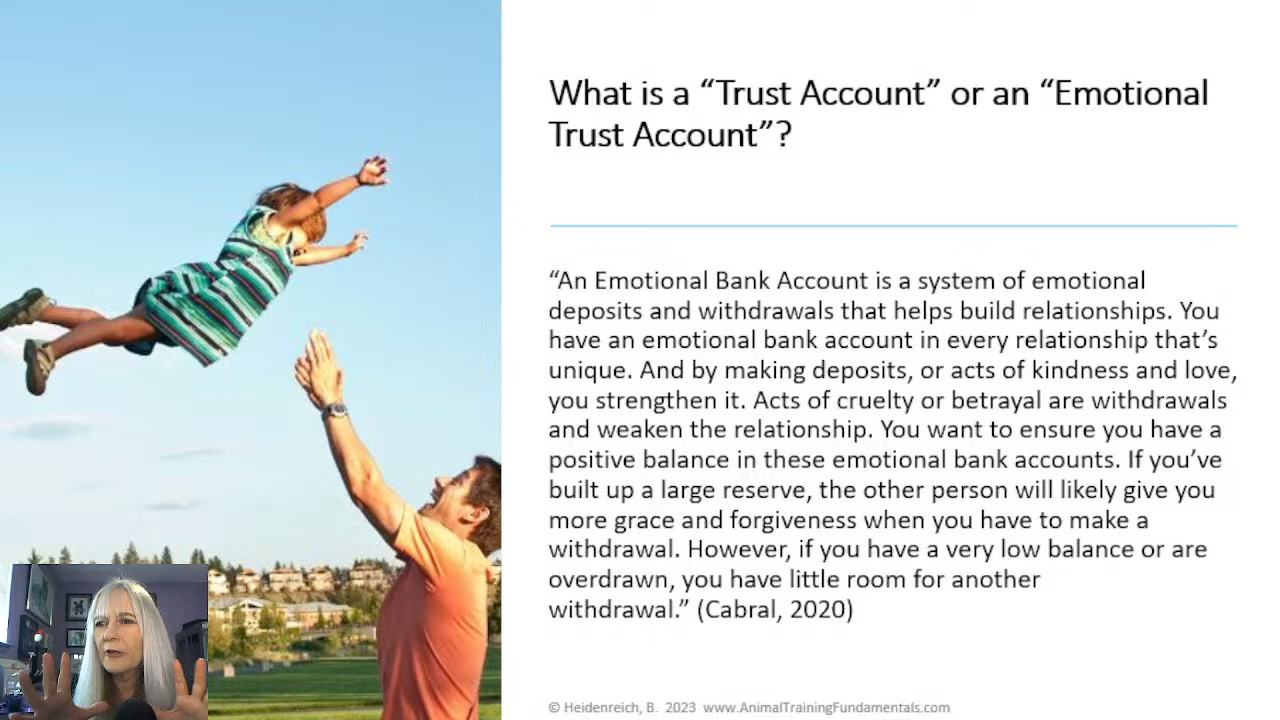 What is a “Trust Account” or an “Emotional
Trust Account”?
“An Emotional Bank Account is a system of emotional
deposits and withdrawals that helps build relationships. You
have an emotional bank account in every relationship that’s
unique. And by making deposits, or acts of kindness and love,
you strengthen it. Acts of cruelty or betrayal are withdrawals
and weaken the relationship. You want to ensure you have a
positive balance in these emotional bank accounts. If you’ve
built up a large reserve, the other person will likely give you
more grace and forgiveness when you have to make a
withdrawal. However, if you have a very low balance or are
overdrawn, you have little room for another
withdrawal.” (Cabral, 2020)
© Heidenreich, B. 2023 www.AnimalTrainingFundamentals.com